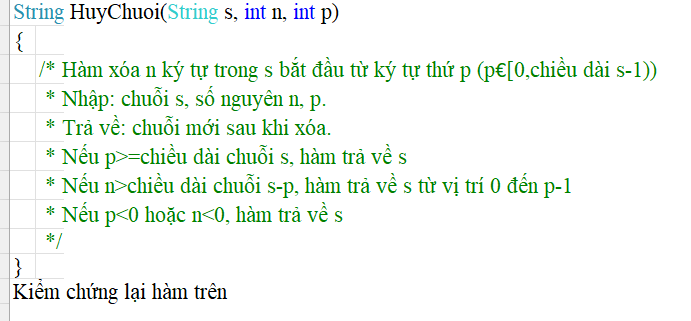 String HuyChuoi(String s, int n, int p)
{
/* Hàm xóa n ký tự trong s bắt đầu từ ký tự thứ p (p€[0,chiều dài s-1))
* Nhập: chuỗi s, số nguyên n, p.
* Trả về: chuỗi mới sau khi xóa.
* Nếu p>=chiều dài chuỗi s, hàm trả về s
* Nếu n>chiều dài chuỗi s-p, hàm trả về s từ vị trí 0 đến p-1
* Nếu p<0 hoặc n<0, hàm trả về s
*/
}
Kiểm chứng lại hàm trên